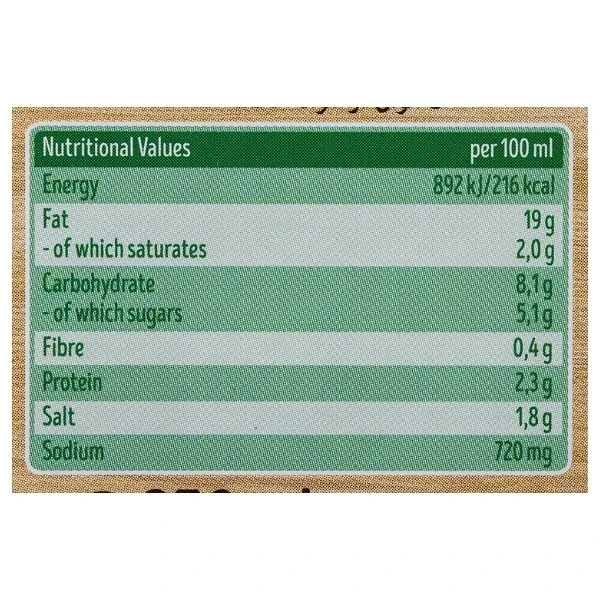 Nutritional Values per 100 ml
Energy 892 kJ/216 kcal
Fat 19 g
- of which saturates 2,0 g
Carbohydrate 8,1 g
- of which sugars 5,1 g
Fibre 0,4 g
Protein 2,3 g
Salt 1,8 g
Sodium 720 mg